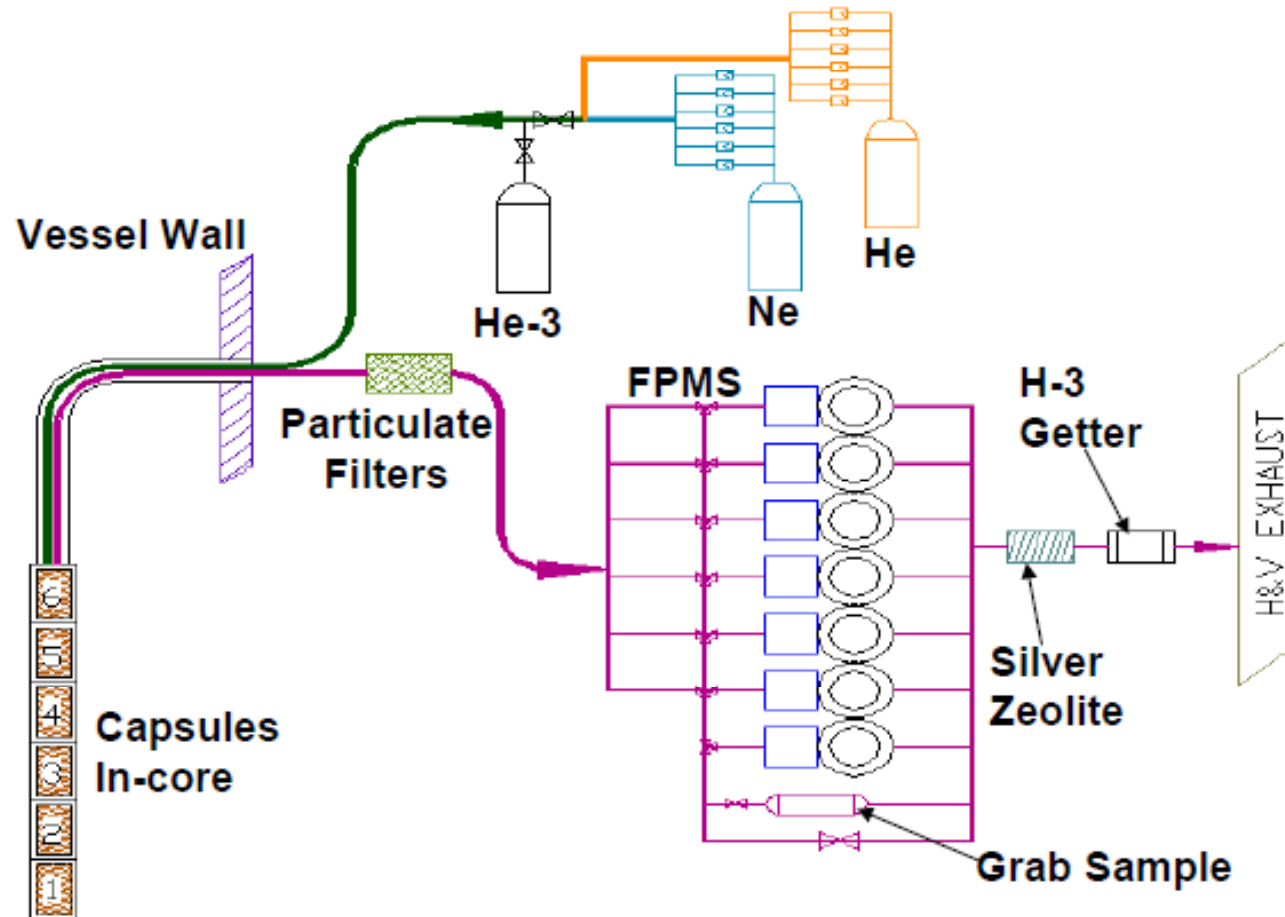 He
Ne
He-3
Vessel Wall
Particulate
Filters
FPMS
H-3
Getter
H&V EXHAUST
Silver
Zeolite
Grab Sample
Capsules
In-core
6
5
4
3
2
1